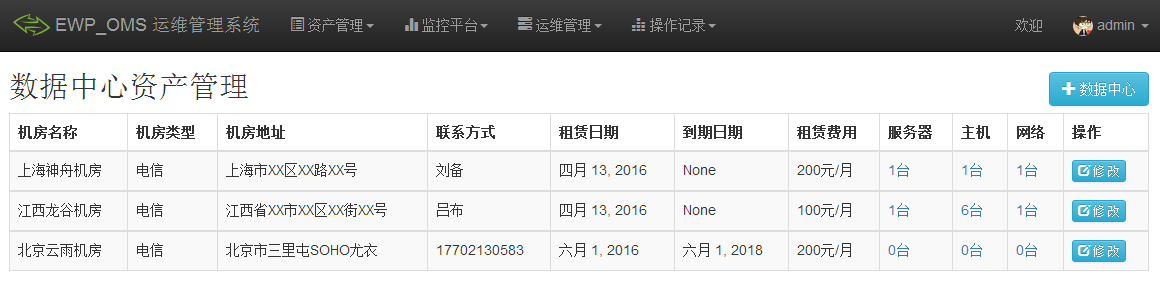 EWP_OMS 运维管理系统 资产管理 监控平台 运维管理 操作记录 欢迎 admin
数据中心资产管理 数据中心
机房名称 机房类型 机房地址 联系方式 租赁日期 到期日期 租赁费用 服务器 主机 网络 操作
上海神舟机房 电信 上海市XX区XX路XX号 刘备 四月 13, 2016 None 200元/月 1台 1台 1台 修改
江西龙谷机房 电信 江西省XX市XX区XX街XX号 吕布 四月 13, 2016 None 100元/月 1台 6台 1台 修改
北京云雨机房 电信 北京市三里屯SOHO尤衣 17702130583 六月 1, 2016 六月 1, 2018 200元/月 0台 0台 0台 修改